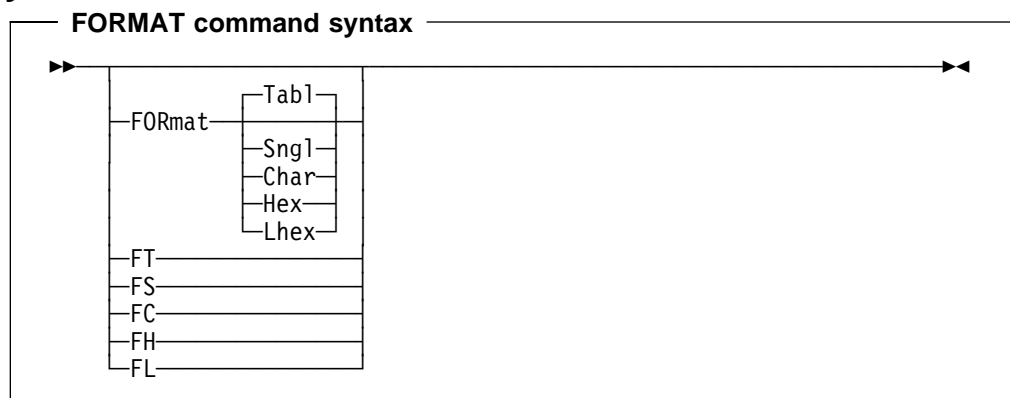 FORMAT command syntax
Tabl
FORmat
Sngl
Char
Hex
Lhex
FT
FS
FC
FH
FL